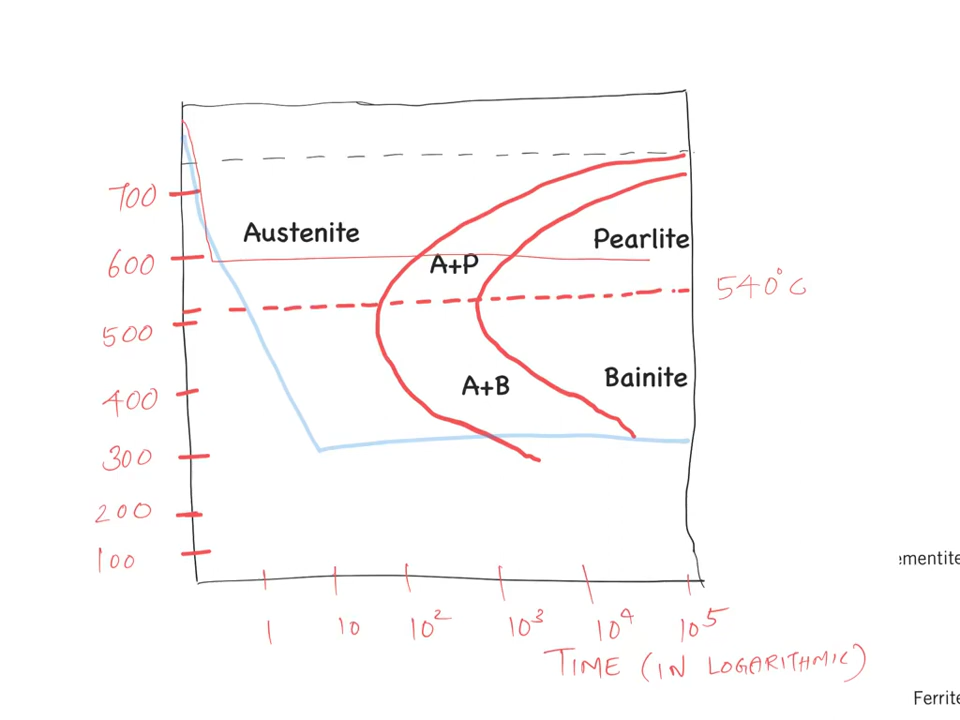 700
Austenite
Pearlite
600
A+P
540°C
500
Bainite
A+B
400
300
200
100
ementite
1 10 10² 10³ 10⁴ 10⁵
TIME (IN LOGARITHMIC)
Ferrite